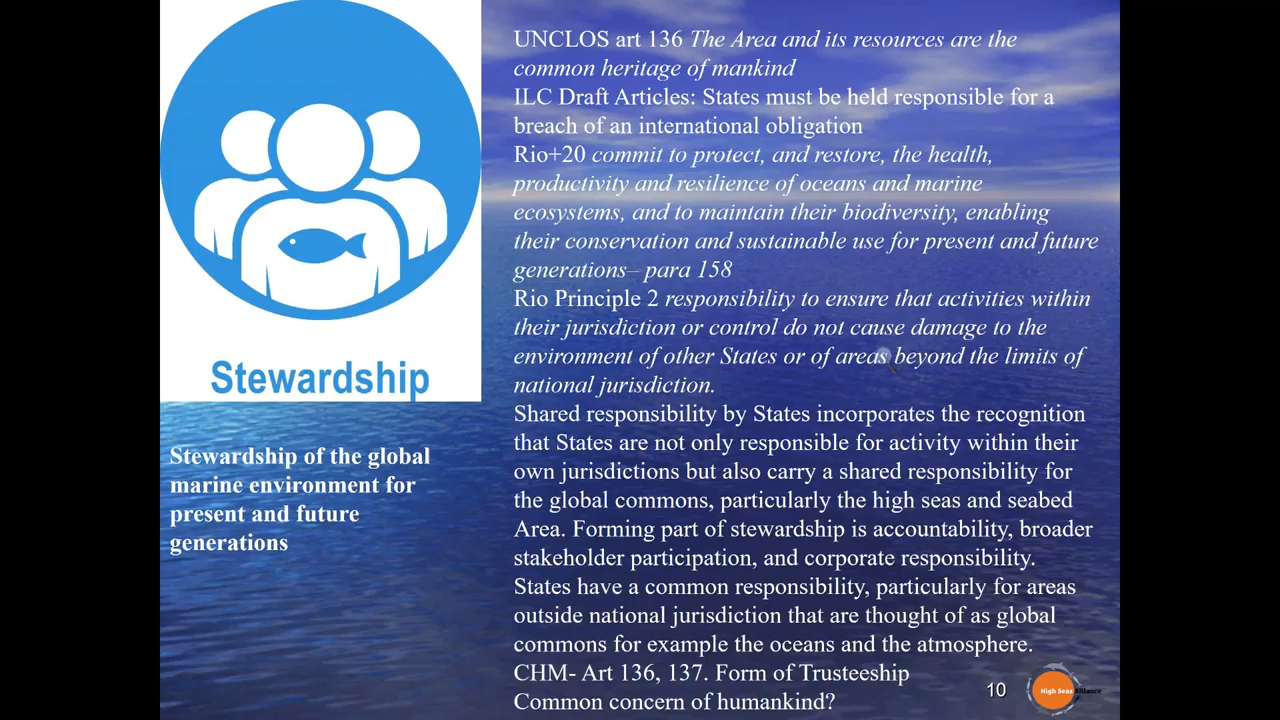 Stewardship
Stewardship of the global
marine environment for
present and future
generations
UNCLOS art 136 The Area and its resources are the
common heritage of mankind
ILC Draft Articles: States must be held responsible for a
breach of an international obligation
Rio+20 commit to protect, and restore, the health,
productivity and resilience of oceans and marine
ecosystems, and to maintain their biodiversity, enabling
their conservation and sustainable use for present and future
generations– para 158
Rio Principle 2 responsibility to ensure that activities within
their jurisdiction or control do not cause damage to the
environment of other States or of areas beyond the limits of
national jurisdiction.
Shared responsibility by States incorporates the recognition
that States are not only responsible for activity within their
own jurisdictions but also carry a shared responsibility for
the global commons, particularly the high seas and seabed
Area. Forming part of stewardship is accountability, broader
stakeholder participation, and corporate responsibility.
States have a common responsibility, particularly for areas
outside national jurisdiction that are thought of as global
commons for example the oceans and the atmosphere.
CHM- Art 136, 137. Form of Trusteeship
Common concern of humankind?
10
High Seas Alliance